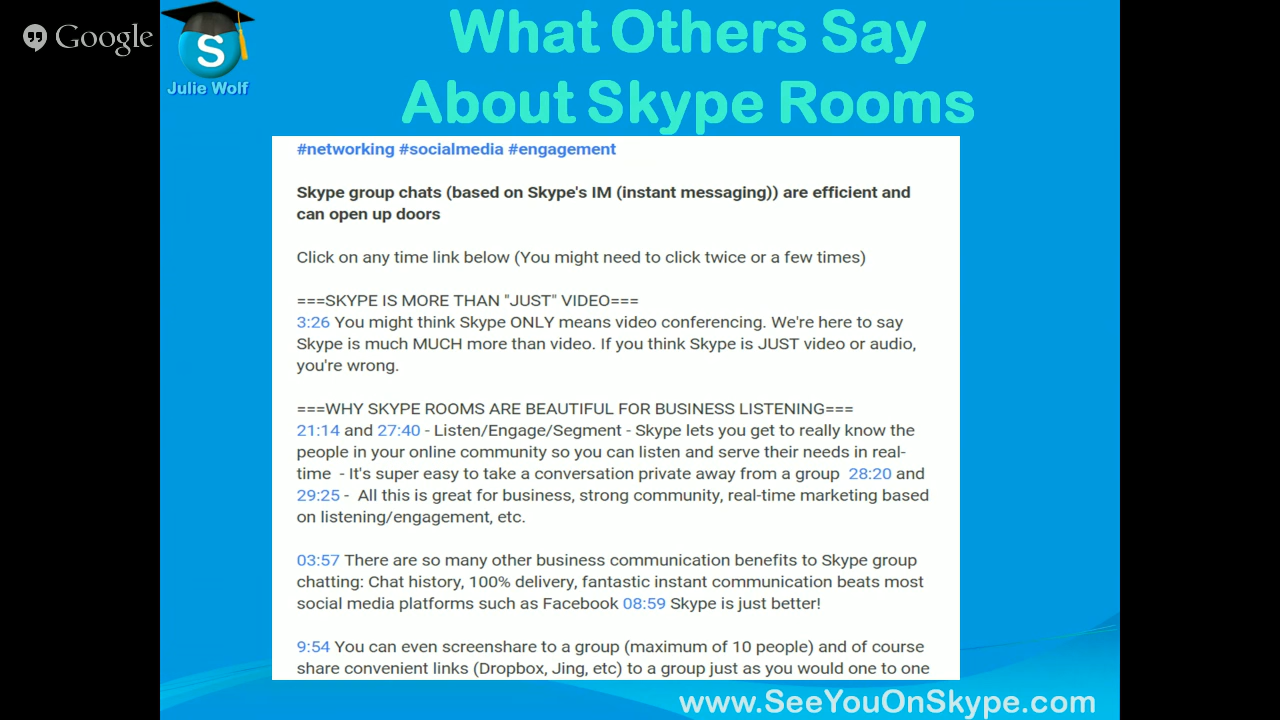 Google
S
Julie Wolf
What Others Say
About Skype Rooms
#networking #socialmedia #engagement
Skype group chats (based on Skype's IM (instant messaging)) are efficient and
can open up doors
Click on any time link below (You might need to click twice or a few times)
===SKYPE IS MORE THAN "JUST" VIDEO===
3:26 You might think Skype ONLY means video conferencing. We're here to say
Skype is much MUCH more than video. If you think Skype is JUST video or audio,
you're wrong.
===WHY SKYPE ROOMS ARE BEAUTIFUL FOR BUSINESS LISTENING===
21:14 and 27:40 - Listen/Engage/Segment - Skype lets you get to really know the
people in your online community so you can listen and serve their needs in real-
time  - It's super easy to take a conversation private away from a group  28:20 and
29:25 -  All this is great for business, strong community, real-time marketing based
on listening/engagement, etc.
03:57 There are so many other business communication benefits to Skype group
chatting: Chat history, 100% delivery, fantastic instant communication beats most
social media platforms such as Facebook 08:59 Skype is just better!
9:54 You can even screenshare to a group (maximum of 10 people) and of course
share convenient links (Dropbox, Jing, etc) to a group just as you would one to one
www.SeeYouOnSkype.com